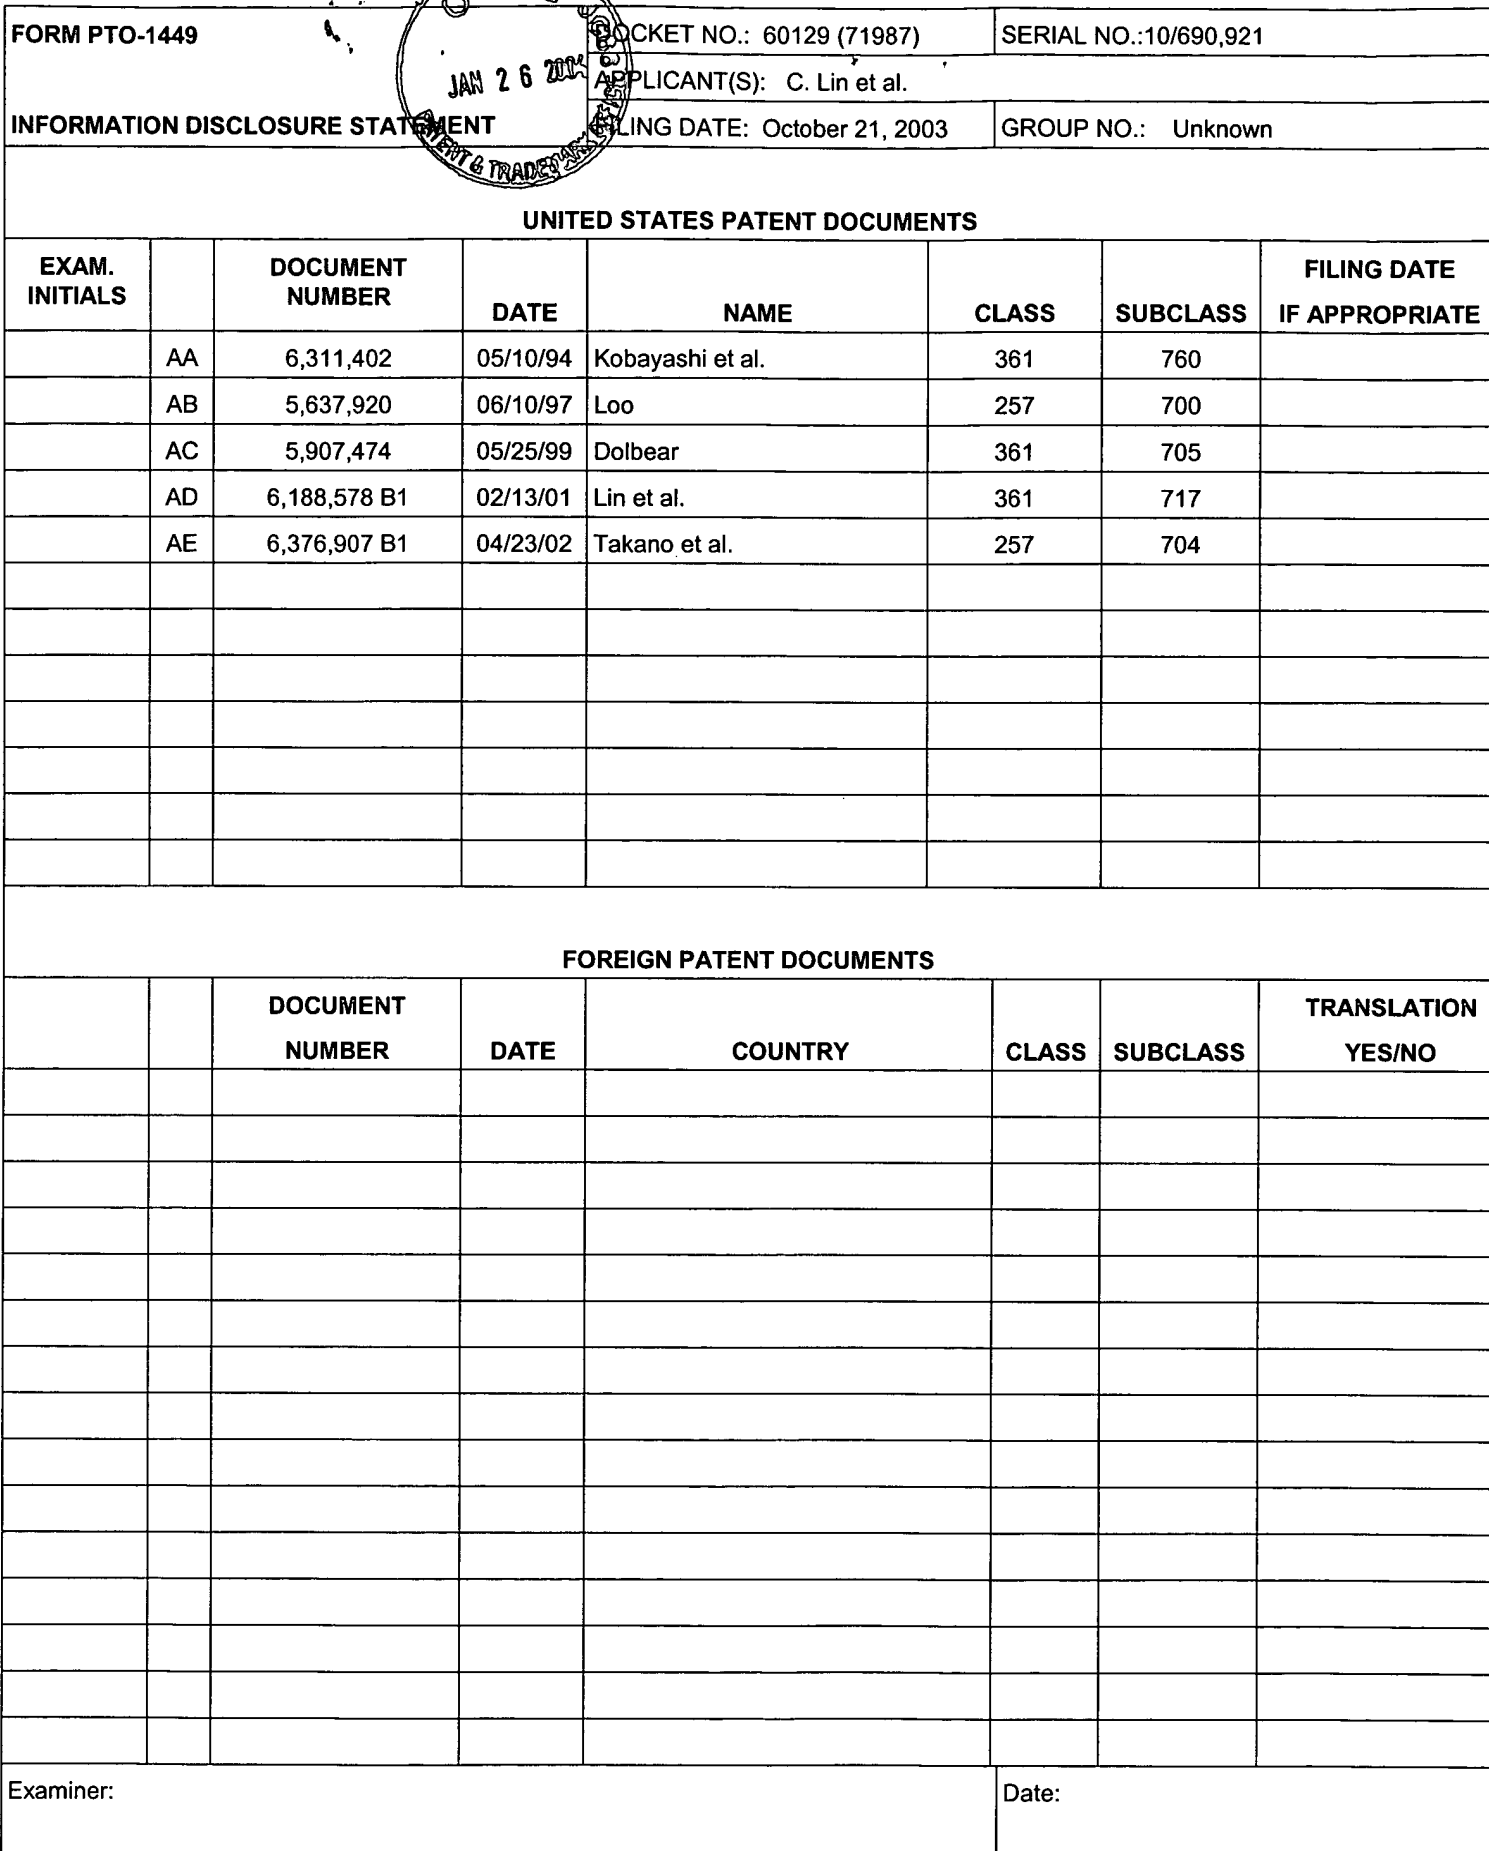 FORM PTO-1449
DOCKET NO.: 60129 (71987)
SERIAL NO.:10/690,921
JAN 26
APPLICANT(S): C. Lin et al.
INFORMATION DISCLOSURE STATEMENT
FILING DATE: October 21, 2003
GROUP NO.: Unknown
PATENT & TRADEMARK
UNITED STATES PATENT DOCUMENTS
EXAM. INITIALS DOCUMENT NUMBER DATE NAME CLASS SUBCLASS FILING DATE IF APPROPRIATE
AA 6,311,402 05/10/94 Kobayashi et al. 361 760
AB 5,637,920 06/10/97 Loo 257 700
AC 5,907,474 05/25/99 Dolbear 361 705
AD 6,188,578 B1 02/13/01 Lin et al. 361 717
AE 6,376,907 B1 04/23/02 Takano et al. 257 704
FOREIGN PATENT DOCUMENTS
DOCUMENT NUMBER DATE COUNTRY CLASS SUBCLASS TRANSLATION YES/NO
Examiner: Date: